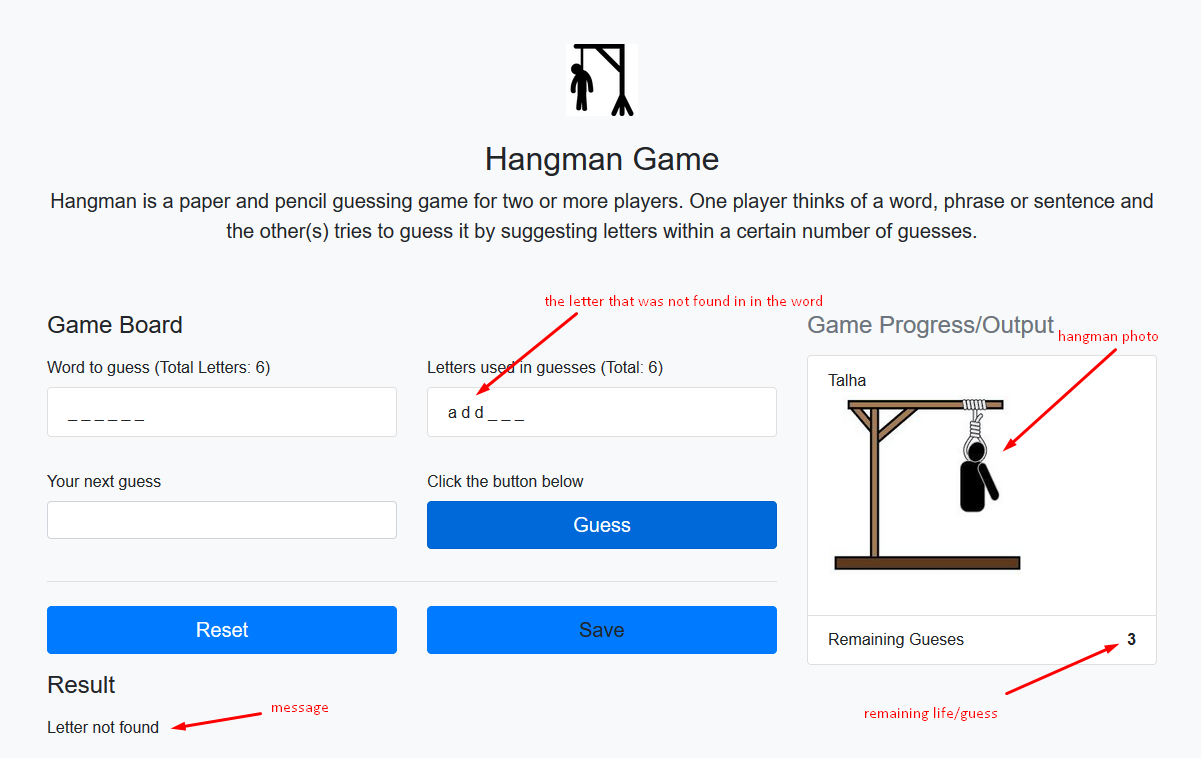 Hangman Game
Hangman is a paper and pencil guessing game for two or more players. One player thinks of a word, phrase or sentence and
the other(s) tries to guess it by suggesting letters within a certain number of guesses.
the letter that was not found in in the word
Game Board
Game Progress/Output
hangman photo
Word to guess (Total Letters: 6)
Letters used in guesses (Total: 6)
_ _ _ _ _ _
a d d _ _ _
Talha
Your next guess
Click the button below
Guess
Reset
Save
Remaining Gueses
3
Result
message
remaining life/guess
Letter not found